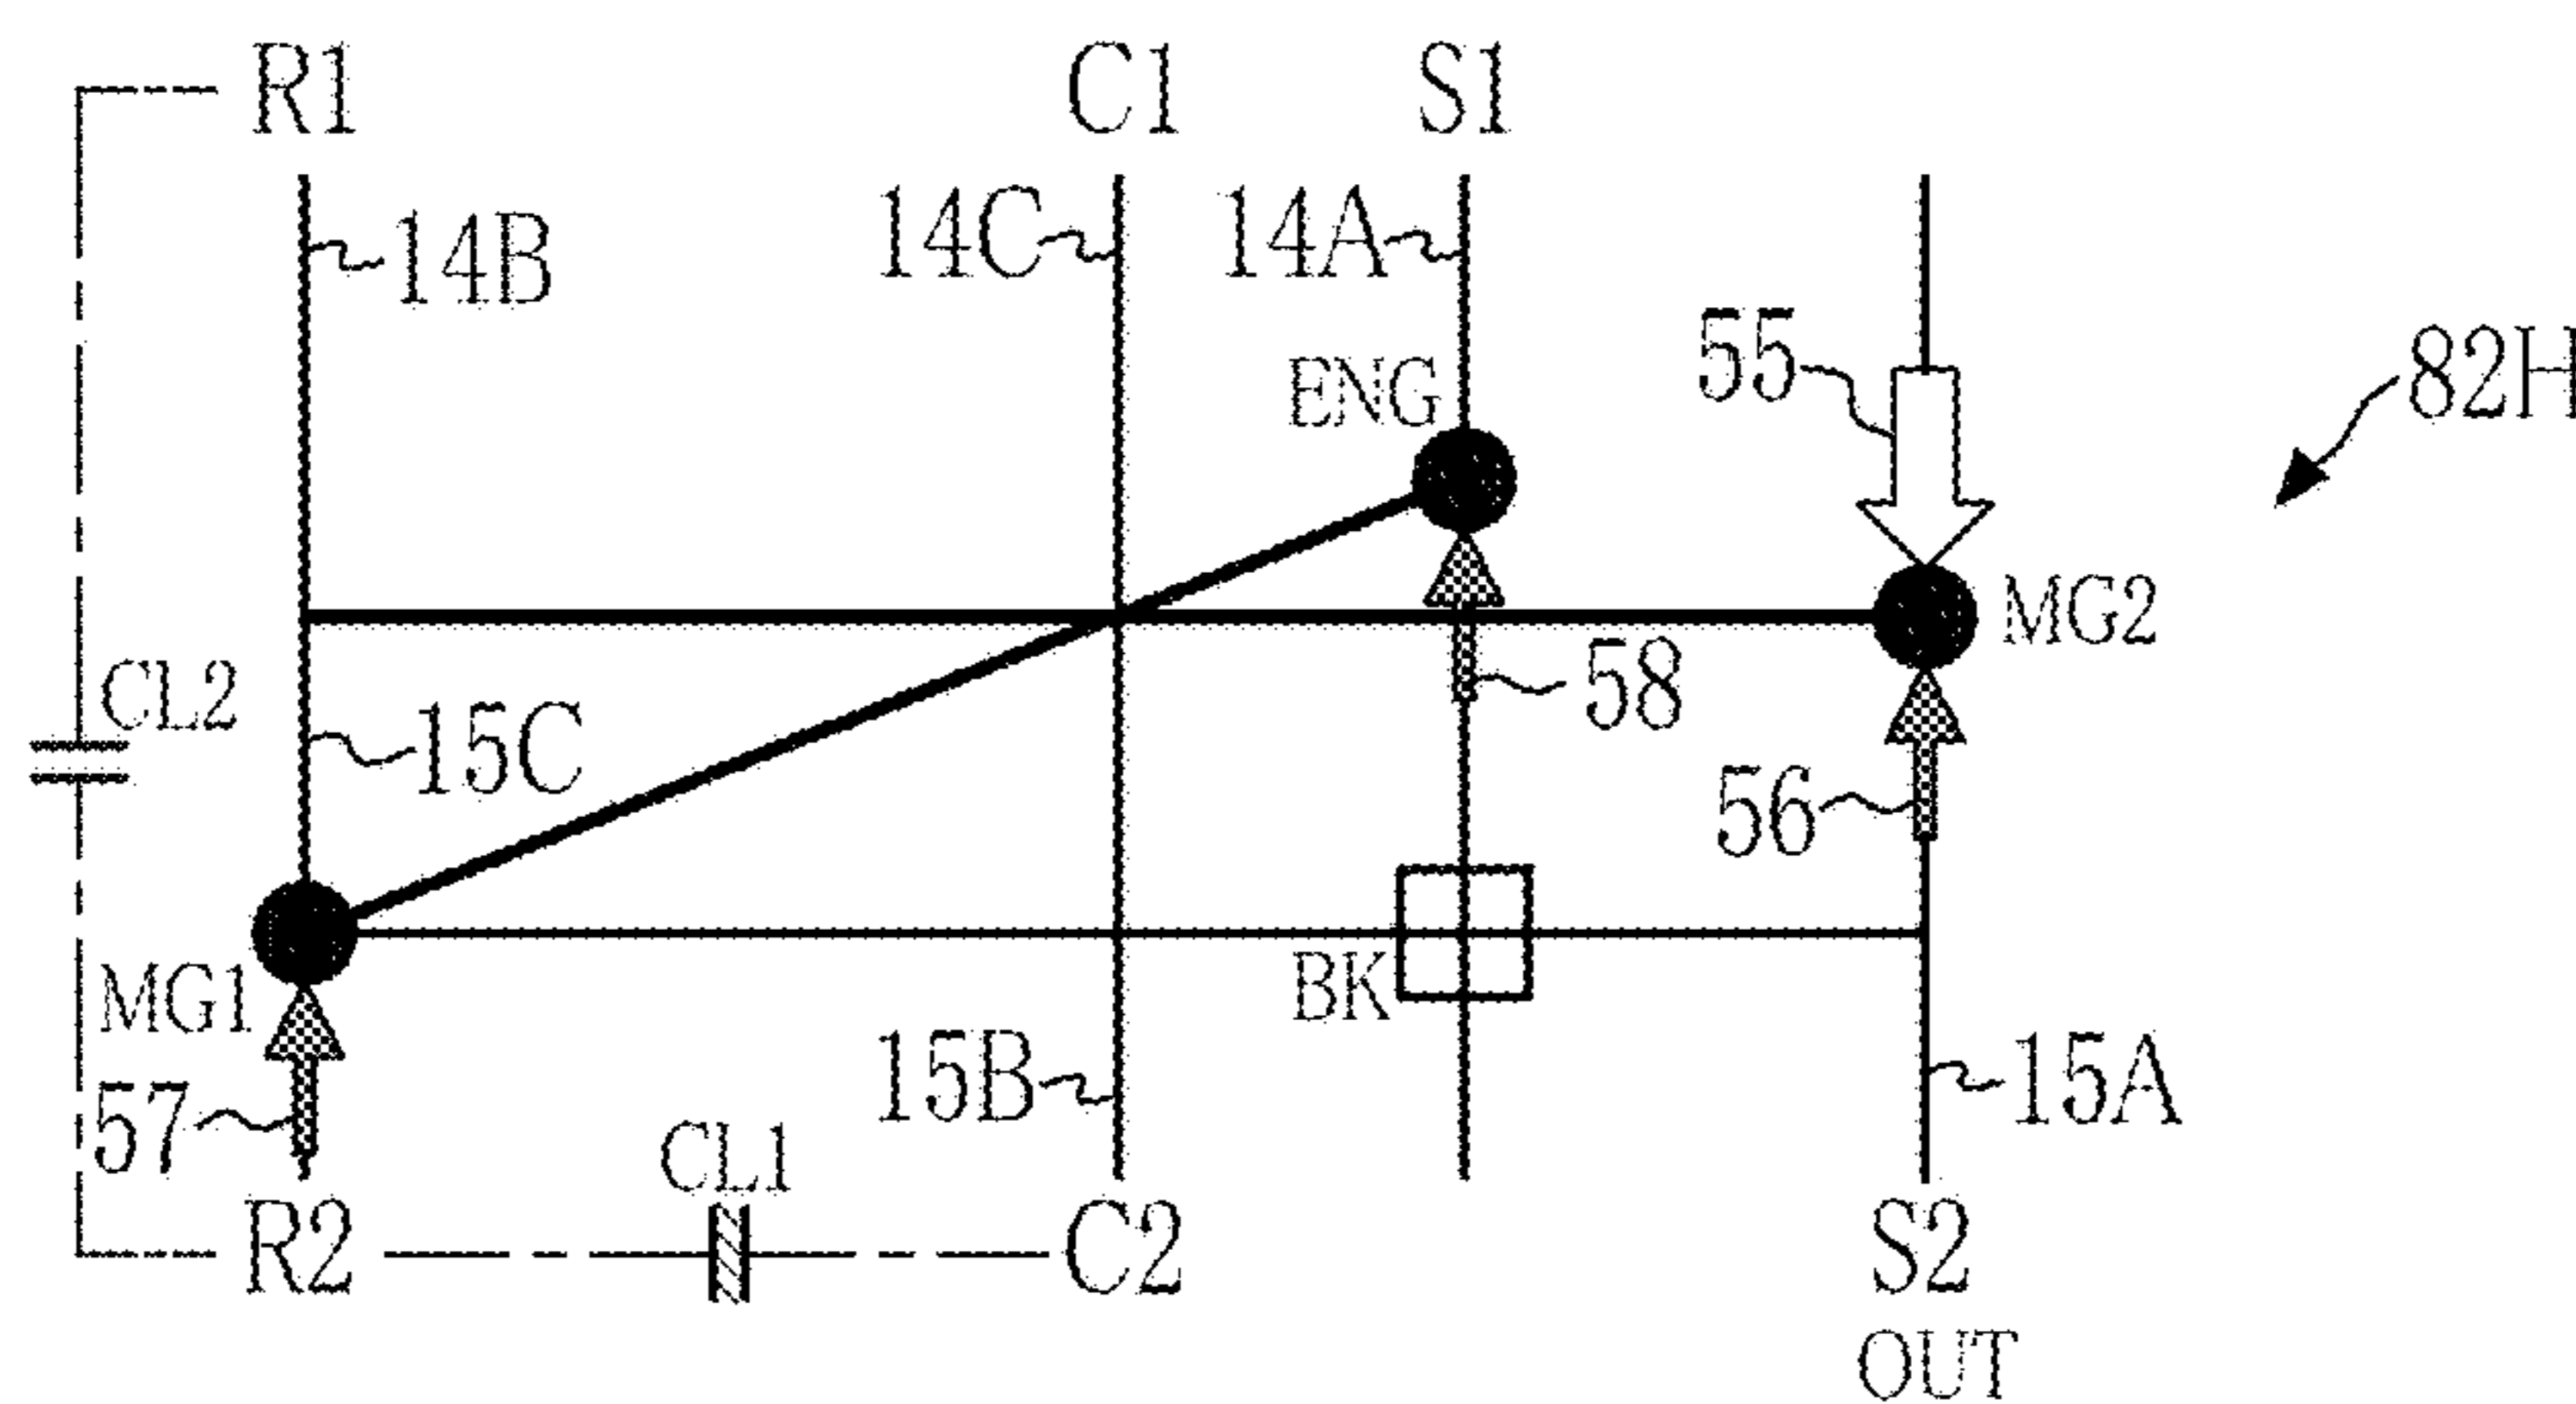 R1 C1 S1
14B 14C 14A
ENG 55 82H
MG2
CL2 15C 58
56
MG1 BK
57 15B 15A
CL1
R2 C2 S2
OUT